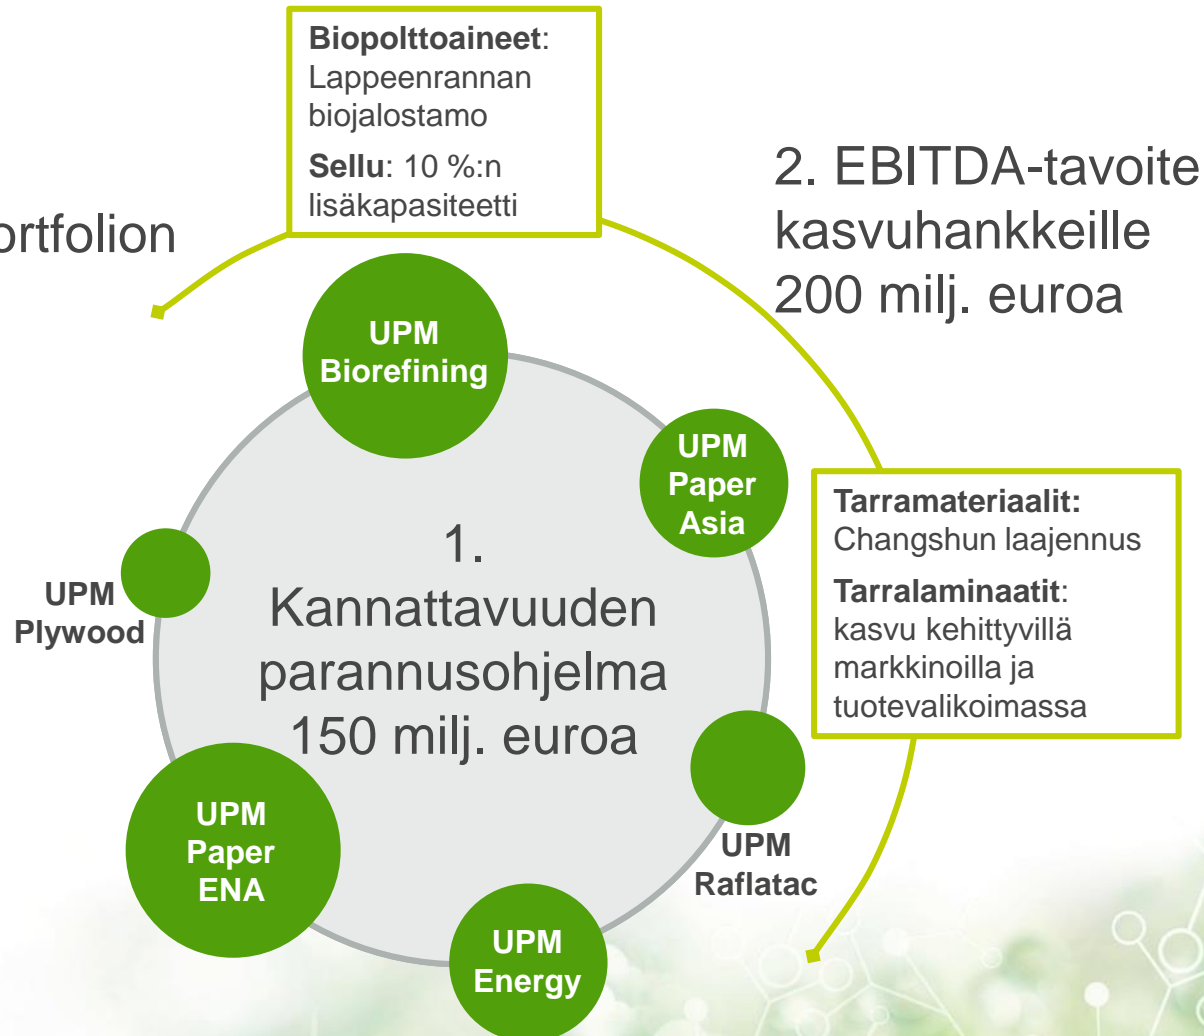 Biopolttoaineet:
Lappeenrannan
biojalostamo
Sellu: 10 %:n
lisäkapasiteetti
2. EBITDA-tavoite
kasvuhankkeille
200 milj. euroa
UPM
Biorefining
UPM
Paper
Asia
Tarramateriaalit:
Changshun laajennus
Tarralaminaatit:
kasvu kehittyvillä
markkinoilla ja
tuotevalikoimassa
1.
Kannattavuuden
parannusohjelma
150 milj. euroa
UPM
Plywood
UPM
Paper
ENA
UPM
Raflatac
UPM
Energy